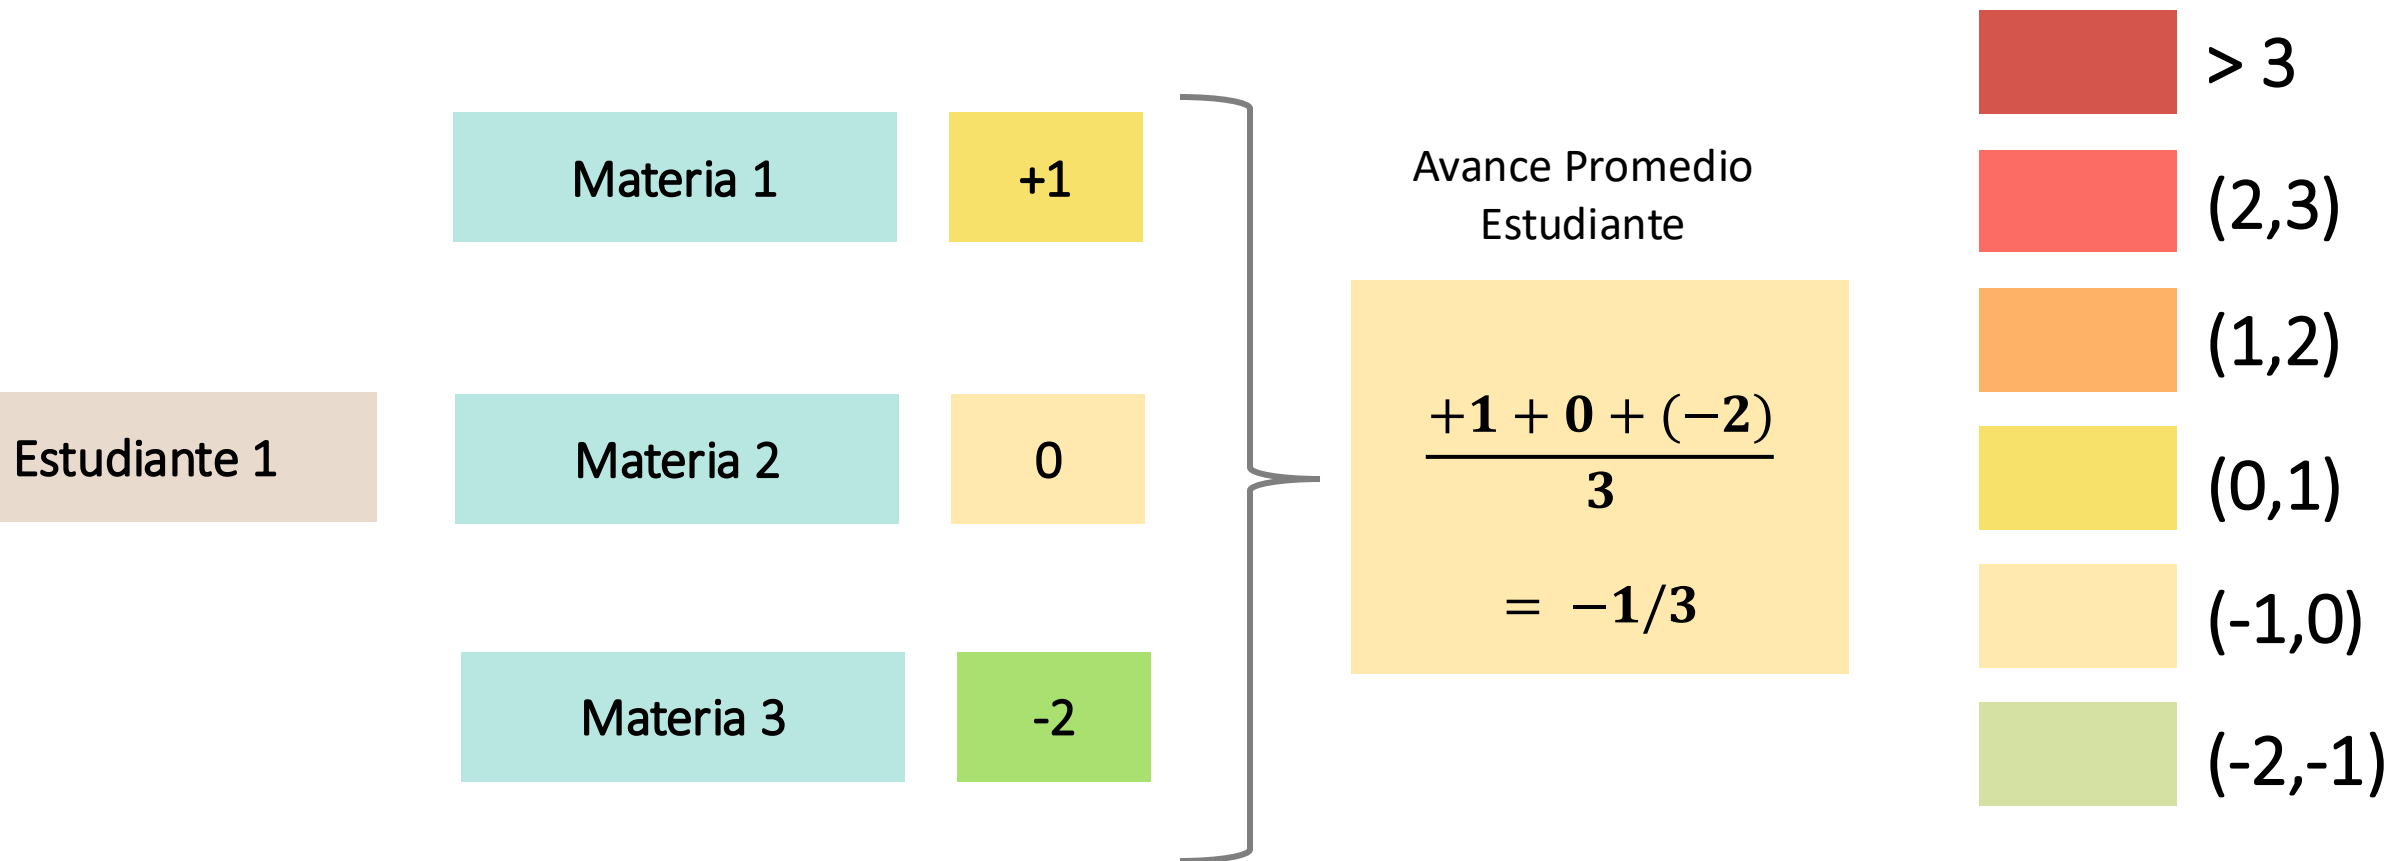 Estudiante 1
Materia 1
+1
Materia 2
0
Materia 3
-2
Avance Promedio
Estudiante
+1 + 0 + (−2)
3
= −1/3
> 3
(2,3)
(1,2)
(0,1)
(-1,0)
(-2,-1)